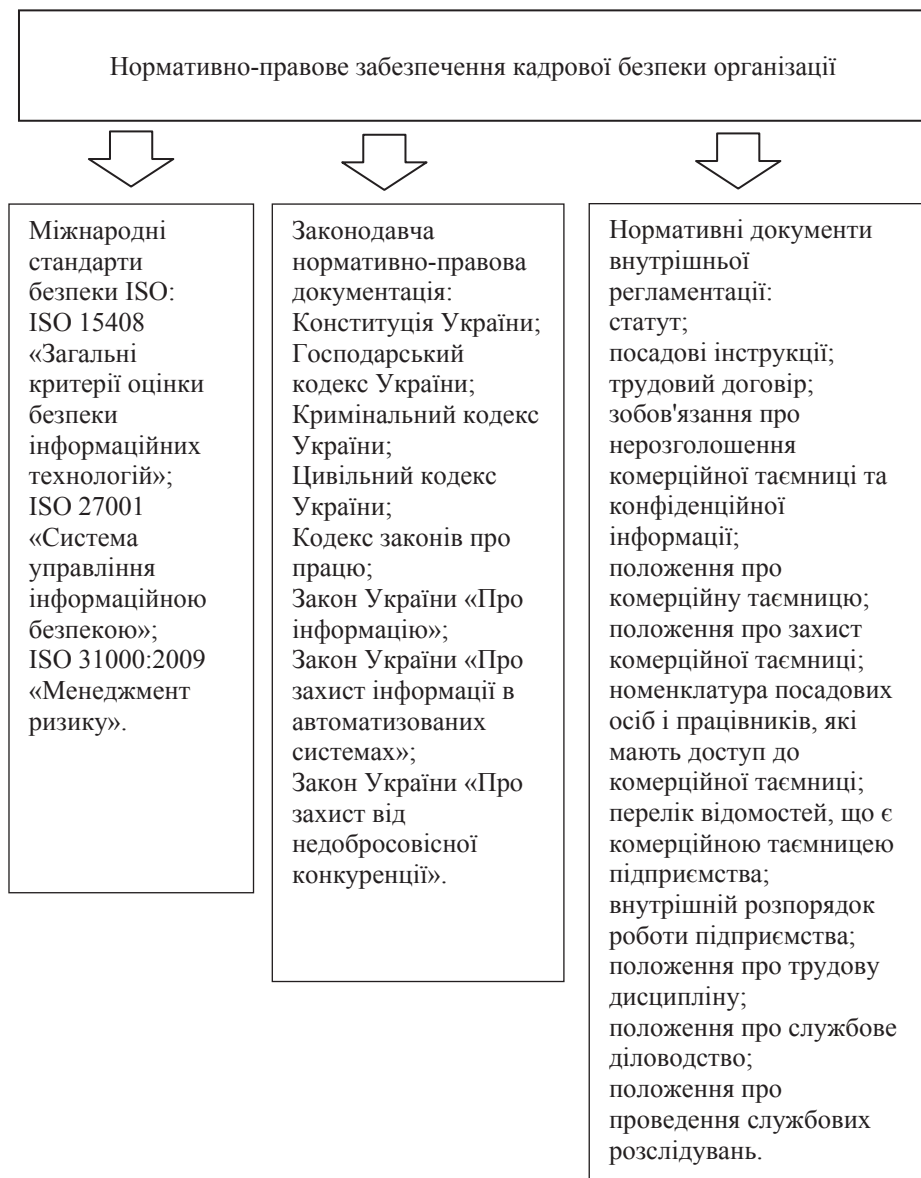 Нормативно-правове забезпечення кадрової безпеки організації
Міжнародні
стандарти
безпеки ISO:
ISO 15408
«Загальні
критерії оцінки
безпеки
інформаційних
технологій»;
ISO 27001
«Система
управління
інформаційною
безпекою»;
ISO 31000:2009
«Менеджмент
ризику».
Законодавча
нормативно-правова
документація:
Конституція України;
Господарський
кодекс України;
Кримінальний кодекс
України;
Цивільний кодекс
України;
Кодекс законів про
працю;
Закон України «Про
інформацію»;
Закон України «Про
захист інформації в
автоматизованих
системах»;
Закон України «Про
захист від
недобросовісної
конкуренції».
Нормативні документи
внутрішньої
регламентації:
статут;
посадові інструкції;
трудовий договір;
зобов'язання про
нерозголошення
комерційної таємниці та
конфіденційної
інформації;
положення про
комерційну таємницю;
положення про захист
комерційної таємниці;
номенклатура посадових
осіб і працівників, які
мають доступ до
комерційної таємниці;
перелік відомостей, що є
комерційною таємницею
підприємства;
внутрішній розпорядок
роботи підприємства;
положення про трудову
дисципліну;
положення про службове
діловодство;
положення про
проведення службових
розслідувань.